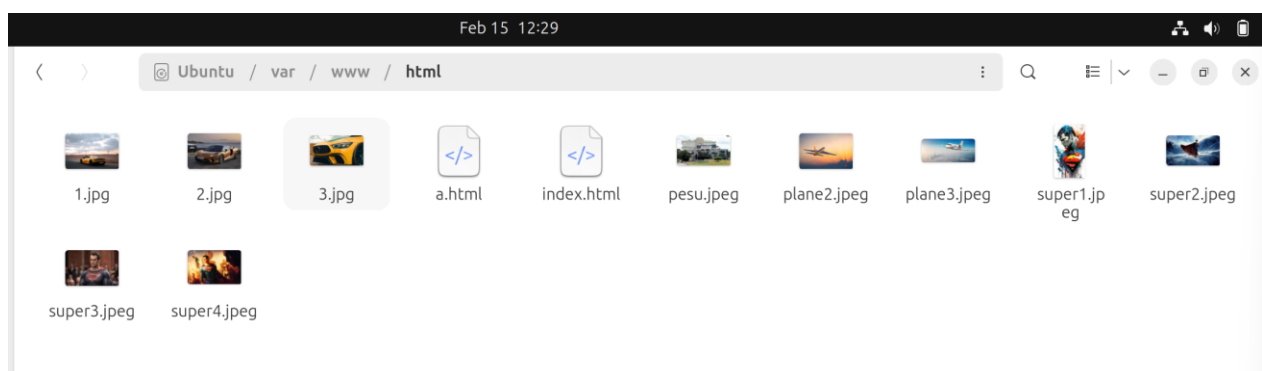 Feb 15 12:29
Ubuntu / var / www / html
1.jpg
2.jpg
3.jpg
a.html
index.html
pesu.jpeg
plane2.jpeg
plane3.jpeg
super1.jp
eg
super2.jpeg
super3.jpeg
super4.jpeg